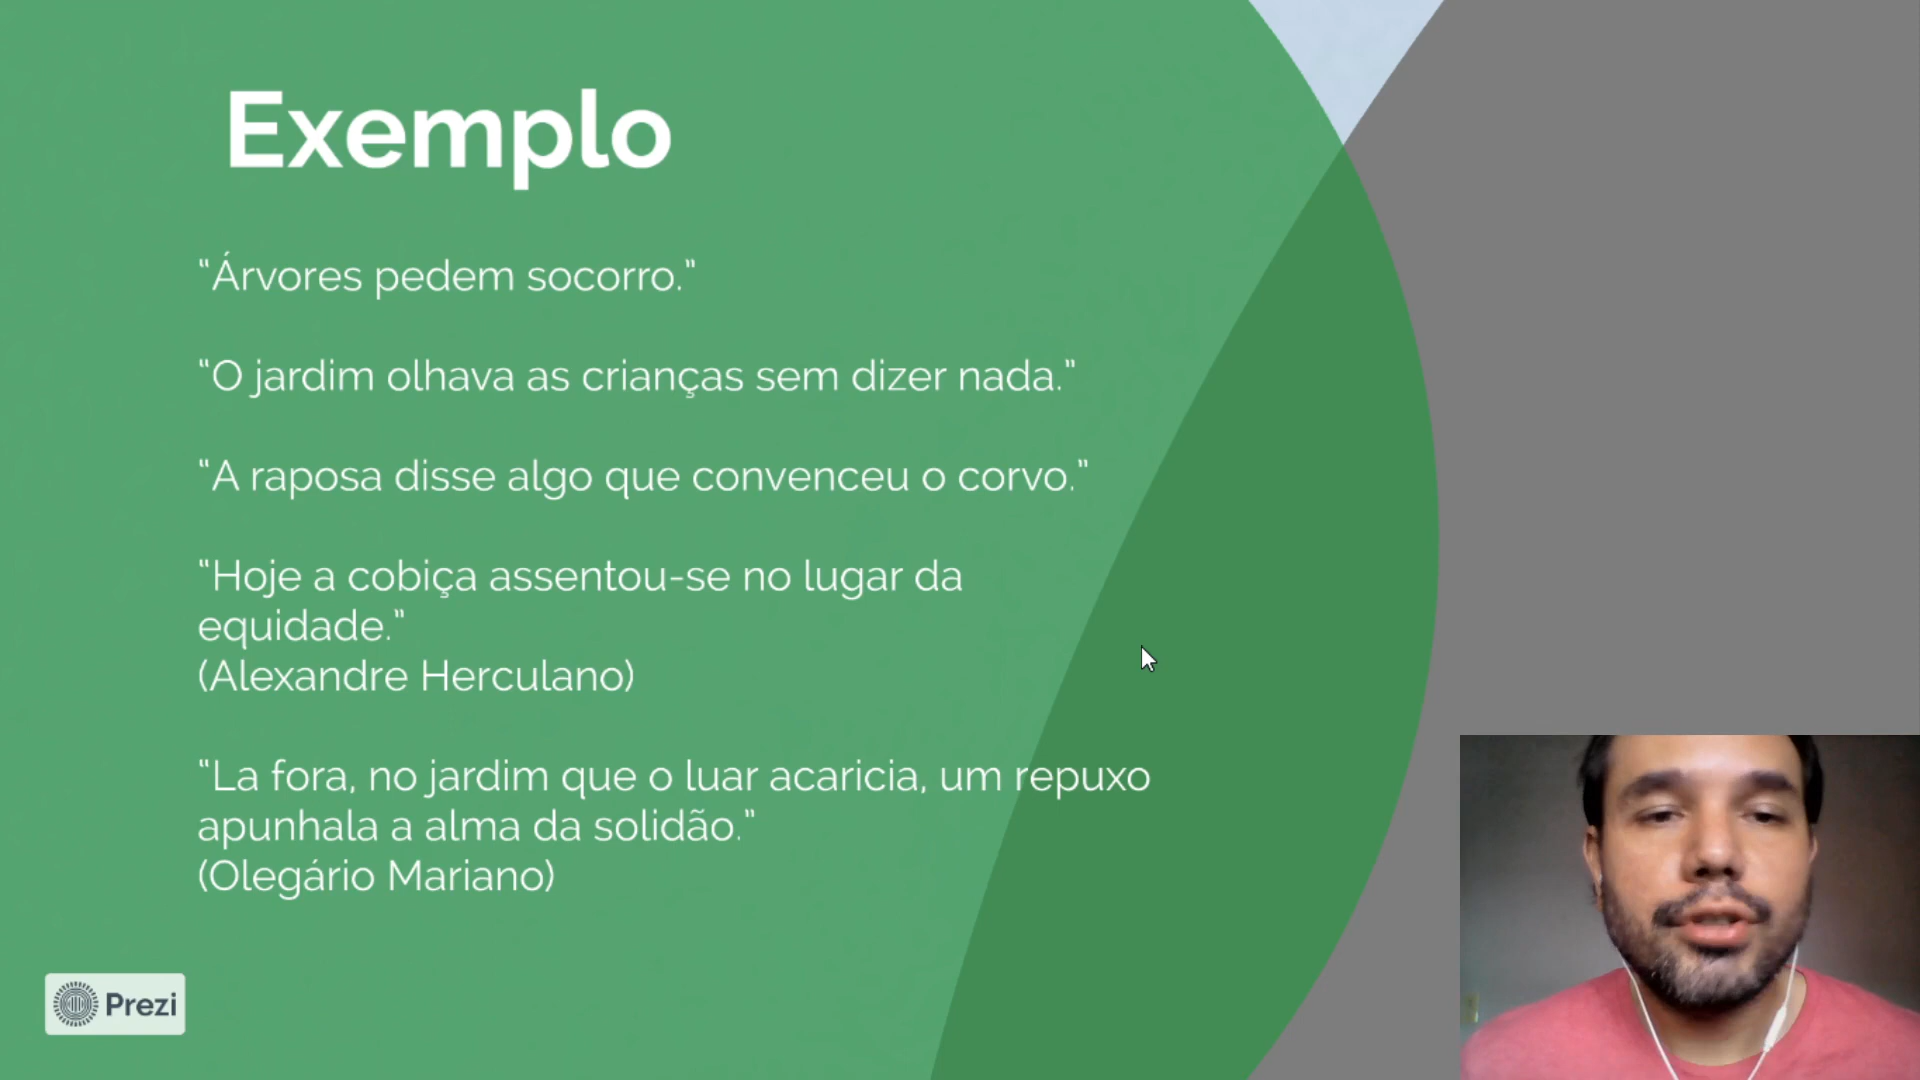 Exemplo
“Árvores pedem socorro.”
“O jardim olhava as crianças sem dizer nada.”
“A raposa disse algo que convenceu o corvo.”
“Hoje a cobiça assentou-se no lugar da
equidade.”
(Alexandre Herculano)
“La fora, no jardim que o luar acaricia, um repuxo
apunhala a alma da solidão.”
(Olegário Mariano)
Prezi